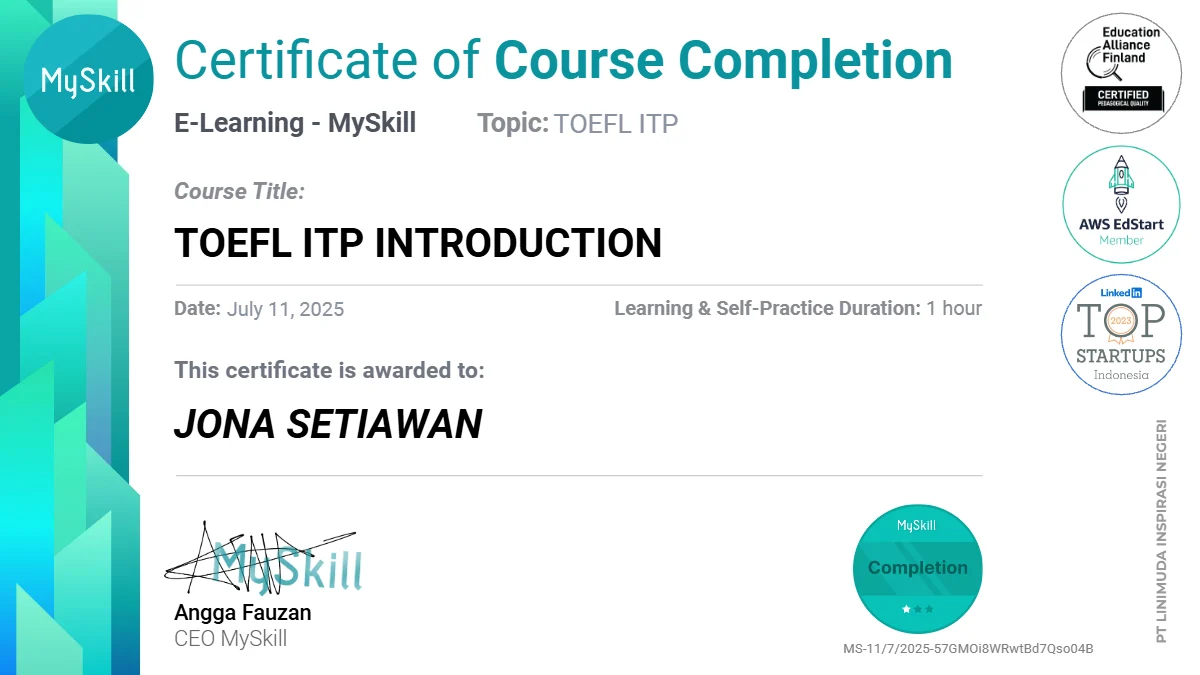 MySkill
Certificate of Course Completion
E-Learning - MySkill
Topic: TOEFL ITP
Course Title:
TOEFL ITP INTRODUCTION
Date: July 11, 2025
Learning & Self-Practice Duration: 1 hour
This certificate is awarded to:
JONA SETIAWAN
MySkill
Angga Fauzan
CEO MySkill
MySkill
Completion
MS-11/7/2025-57GMOi8WRwtBd7Qso04B
Education
Alliance
Finland
CERTIFIED
PEDAGOGICAL QUALITY
AWS EdStart
Member
LinkedIn
TOP
2023
STARTUPS
Indonesia
PT LINIMUDA INSPIRASI NEGERI